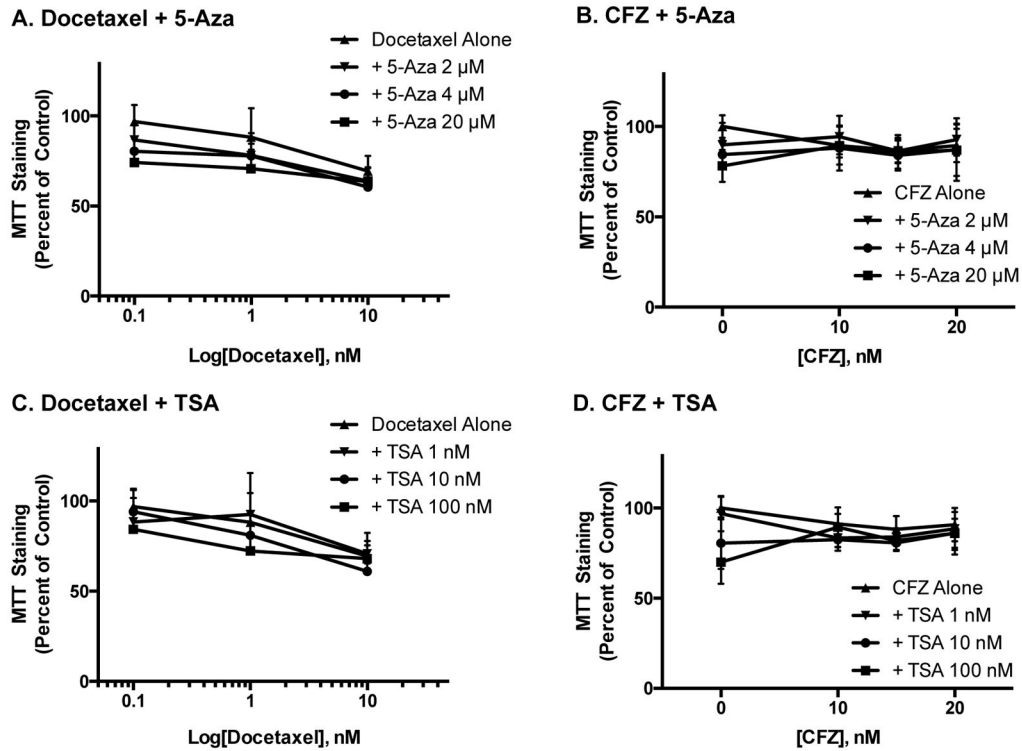 A. Docetaxel + 5-Aza
Docetaxel Alone
+ 5-Aza 2 µM
+ 5-Aza 4 µM
+ 5-Aza 20 µM
MTT Staining
(Percent of Control)
100
50
0
0.1
1
10
Log[Docetaxel], nM
B. CFZ + 5-Aza
MTT Staining
(Percent of Control)
100
50
0
CFZ Alone
+ 5-Aza 2 µM
+ 5-Aza 4 µM
+ 5-Aza 20 µM
0
10
20
[CFZ], nM
C. Docetaxel + TSA
Docetaxel Alone
+ TSA 1 nM
+ TSA 10 nM
+ TSA 100 nM
MTT Staining
(Percent of Control)
100
50
0
0.1
1
10
Log[Docetaxel], nM
D. CFZ + TSA
MTT Staining
(Percent of Control)
100
50
0
CFZ Alone
+ TSA 1 nM
+ TSA 10 nM
+ TSA 100 nM
0
10
20
[CFZ], nM